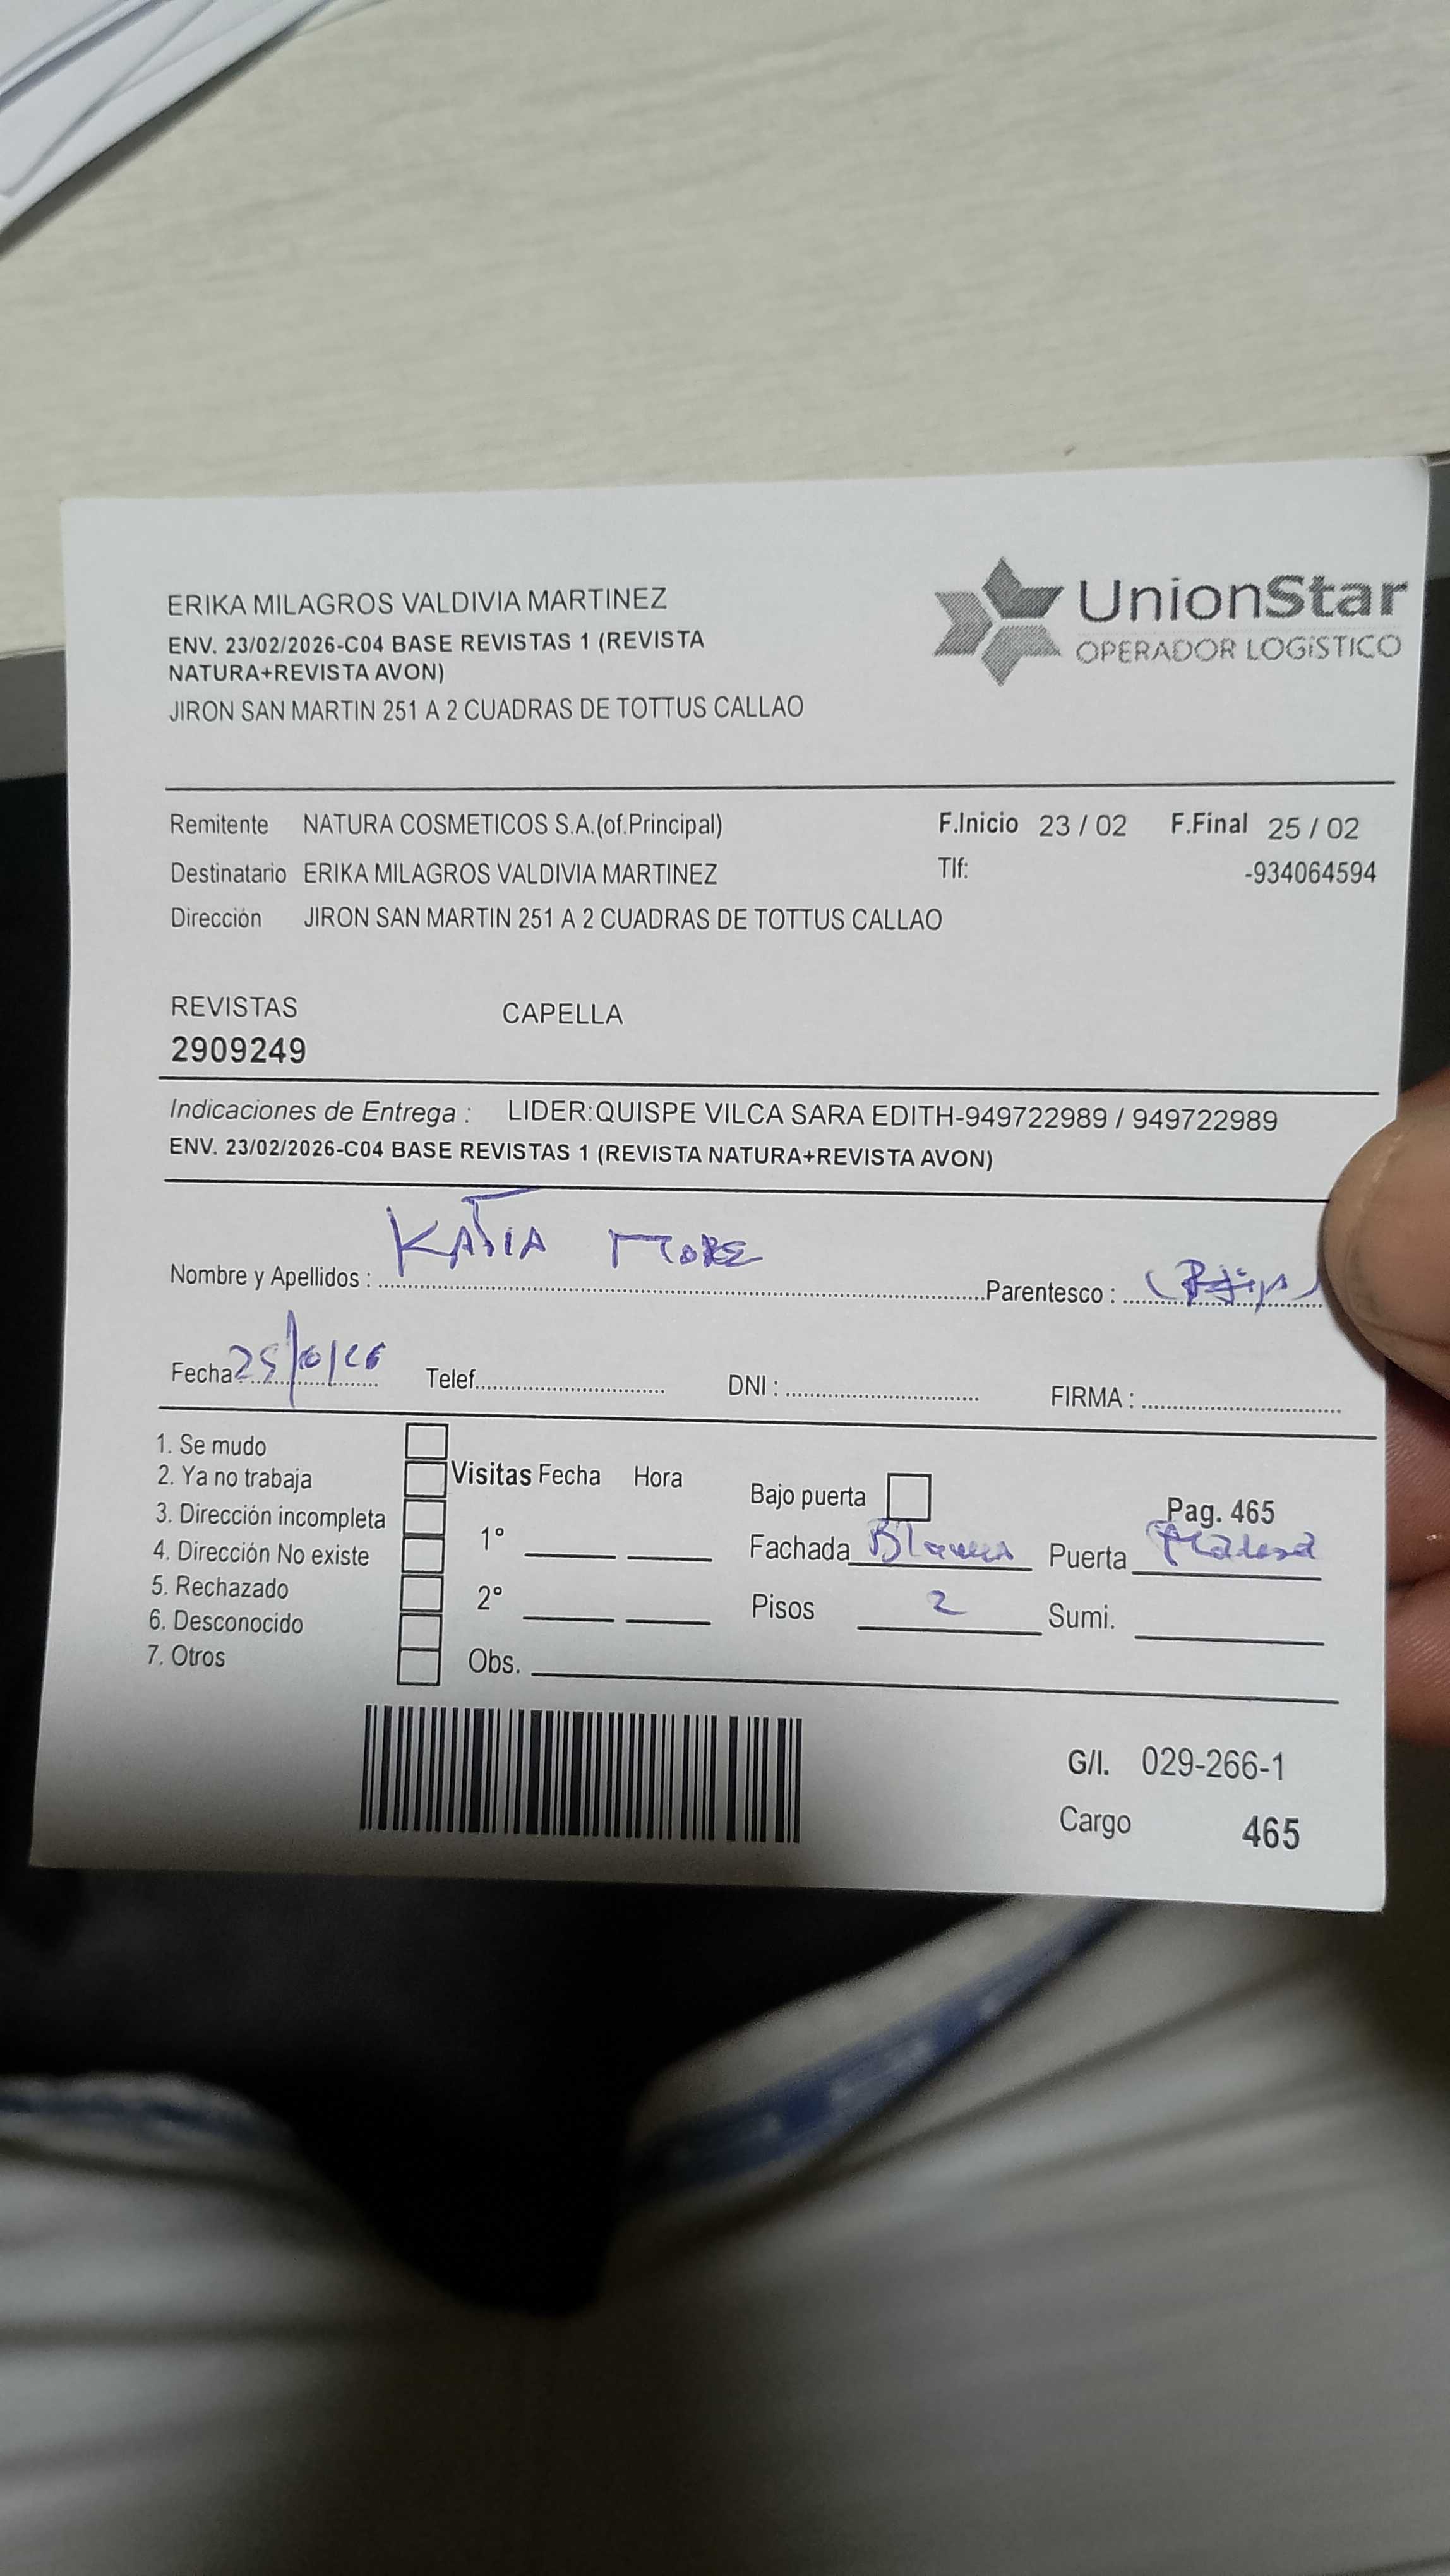 ERIKA MILAGROS VALDIVIA MARTINEZ
ENV. 23/02/2026-C04 BASE REVISTAS 1 (REVISTA
NATURA+REVISTA AVON)
JIRON SAN MARTIN 251 A 2 CUADRAS DE TOTTUS CALLAO
UnionStar
OPERADOR LOGÍSTICO
Remitente NATURA COSMETICOS S.A.(of.Principal) F.Inicio 23 / 02 F.Final 25 / 02
Destinatario ERIKA MILAGROS VALDIVIA MARTINEZ Tlf: -934064594
Dirección JIRON SAN MARTIN 251 A 2 CUADRAS DE TOTTUS CALLAO
REVISTAS CAPELLA
2909249
Indicaciones de Entrega : LIDER:QUISPE VILCA SARA EDITH-949722989 / 949722989
ENV. 23/02/2026-C04 BASE REVISTAS 1 (REVISTA NATURA+REVISTA AVON)
Nombre y Apellidos : KATIA Parentesco :
Fecha: Telef. DNI : FIRMA :
1. Se mudo
2. Ya no trabaja
3. Dirección incompleta
4. Dirección No existe
5. Rechazado
6. Desconocido
7. Otros
Visitas Fecha Hora
1°
2°
Obs.
Bajo puerta Pag. 465
Fachada Blanca Puerta
Pisos 2 Sumi.
G/I. 029-266-1
Cargo 465